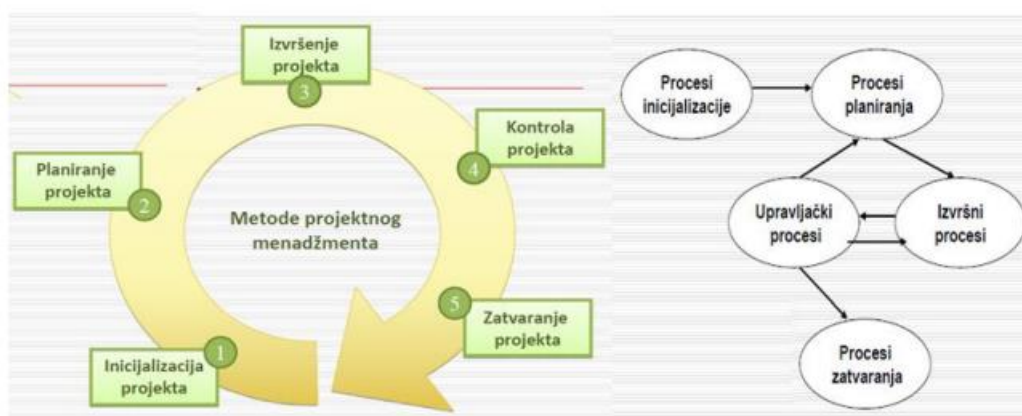 Izvršenje
projekta
3
Kontrola
projekta
4
Planiranje
projekta
2
Metode projektnog
menadžmenta
5
Zatvaranje
projekta
1
Inicijalizacija
projekta
Procesi
inicijalizacije
Procesi
planiranja
Upravljački
procesi
Izvršni
procesi
Procesi
zatvaranja